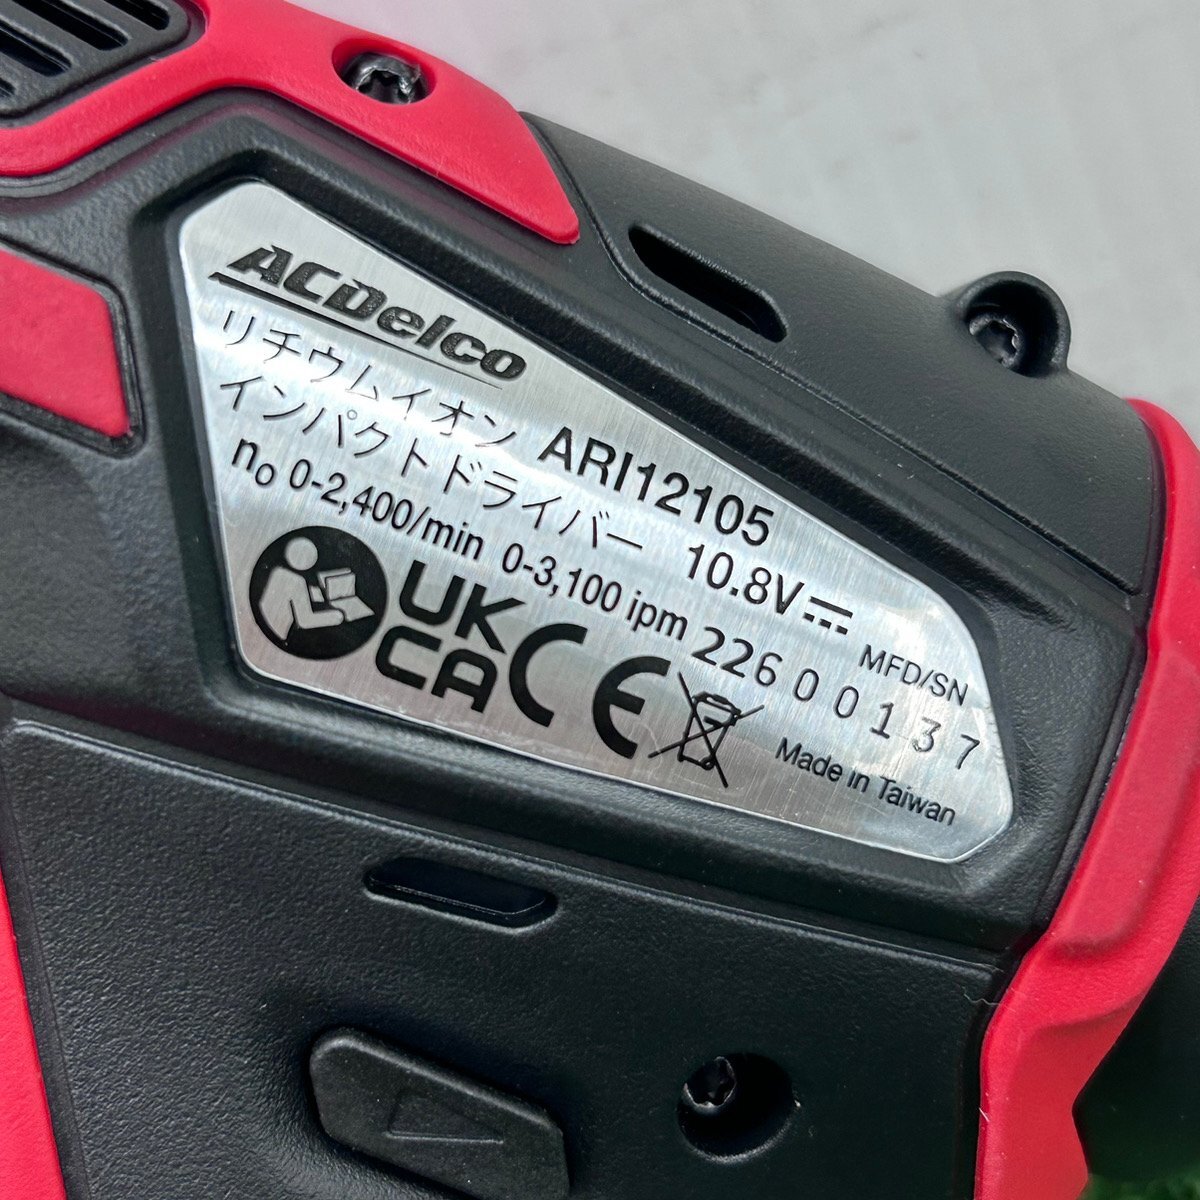 ACDelco
リチウムイオン ARI12105
インパクトドライバー 10.8V
no 0-2,400/min 0-3,100 ipm
MFD/SN
22600137
UK
CA CE
Made in Taiwan